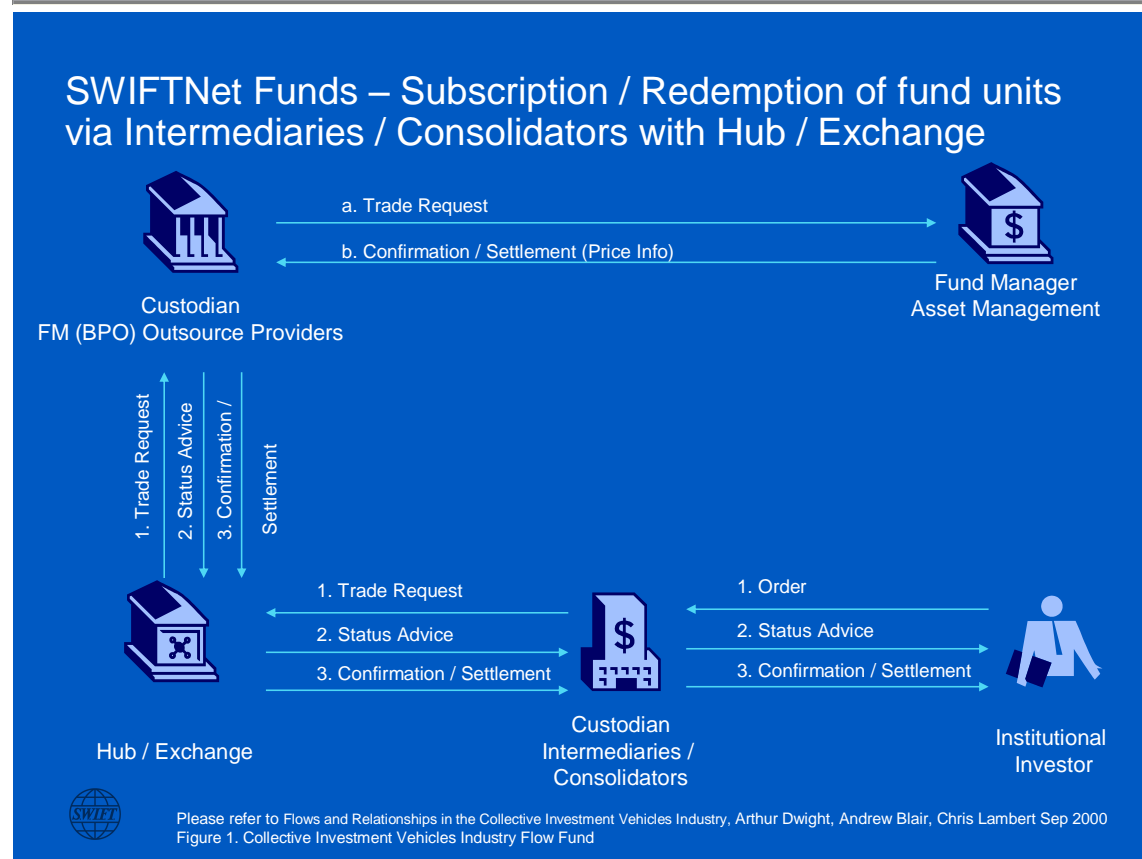 SWIFTNet Funds – Subscription / Redemption of fund units
via Intermediaries / Consolidators with Hub / Exchange
a. Trade Request
b. Confirmation / Settlement (Price Info)
$
Custodian
FM (BPO) Outsource Providers
Fund Manager
Asset Management
1. Trade Request
2. Status Advice
3. Confirmation /
Settlement
1. Trade Request
2. Status Advice
3. Confirmation / Settlement
$
1. Order
2. Status Advice
3. Confirmation / Settlement
Hub / Exchange
Custodian
Intermediaries /
Consolidators
Institutional
Investor
SWIFT
Please refer to Flows and Relationships in the Collective Investment Vehicles Industry, Arthur Dwight, Andrew Blair, Chris Lambert Sep 2000
Figure 1. Collective Investment Vehicles Industry Flow Fund